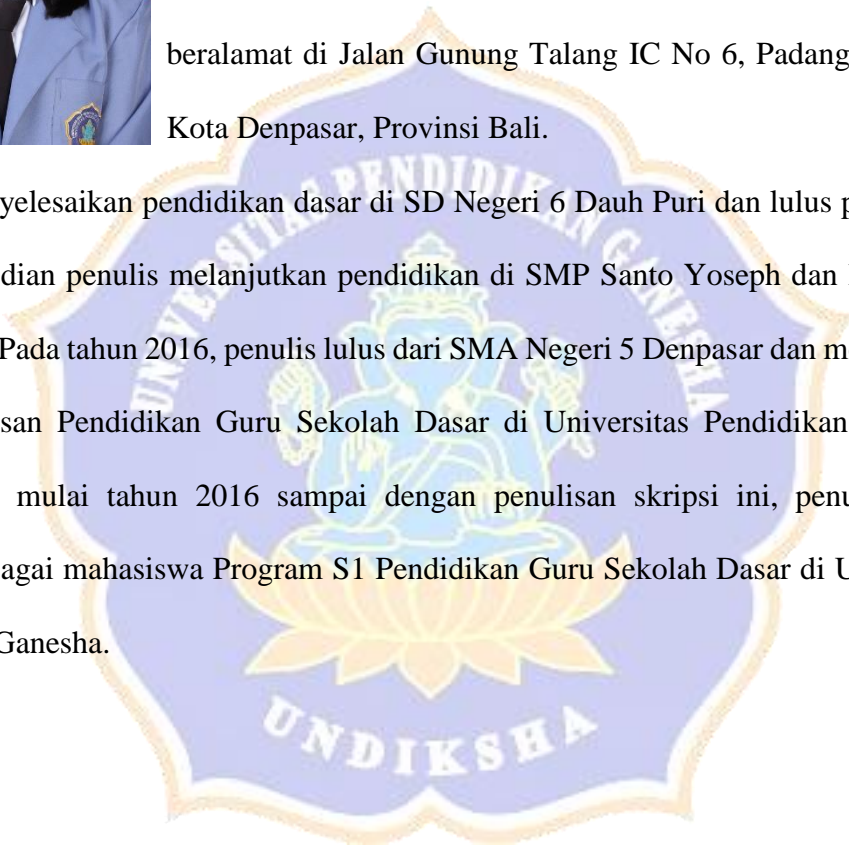 beralamat di Jalan Gunung Talang IC No 6, Padang
Kota Denpasar, Provinsi Bali.
yelesaikan pendidikan dasar di SD Negeri 6 Dauh Puri dan lulus p
dian penulis melanjutkan pendidikan di SMP Santo Yoseph dan
Pada tahun 2016, penulis lulus dari SMA Negeri 5 Denpasar dan m
san Pendidikan Guru Sekolah Dasar di Universitas Pendidikan
mulai tahun 2016 sampai dengan penulisan skripsi ini, penu
agai mahasiswa Program S1 Pendidikan Guru Sekolah Dasar di U
Ganesha.
UNIVERSITAS PENDIDIKAN GANESHA
UNDIKSHA